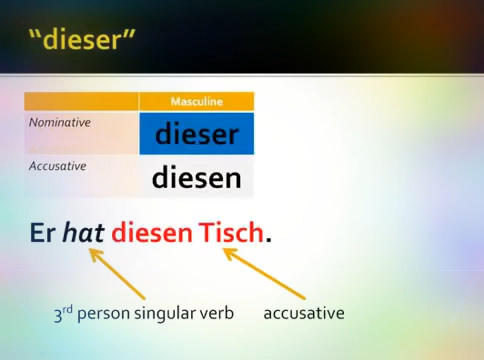 “dieser”
Masculine
Nominative
dieser
Accusative
diesen
Er hat diesen Tisch.
3rd person singular verb accusative